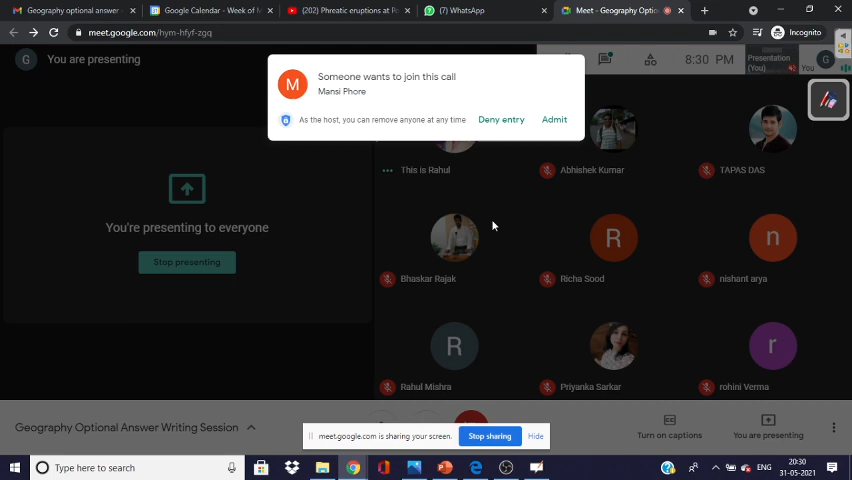 Geography optional answer
Google Calendar - Week of M
(202) Phreatic eruptions at Po
(7) WhatsApp
Meet - Geography Optio
meet.google.com/hym-hfyf-zgq
Incognito
G You are presenting
8:30 PM
Presentation
(You)
You
G
M
Someone wants to join this call
Mansi Phore
As the host, you can remove anyone at any time
Deny entry
Admit
You're presenting to everyone
Stop presenting
This is Rahul
Abhishek Kumar
TAPAS DAS
R
n
Bhaskar Rajak
Richa Sood
nishant arya
R
r
Rahul Mishra
Priyanka Sarkar
rohini Verma
Geography Optional Answer Writing Session
meet.google.com is sharing your screen.
Stop sharing
Hide
Turn on captions
You are presenting
Type here to search
ENG
20:30
31-05-2021